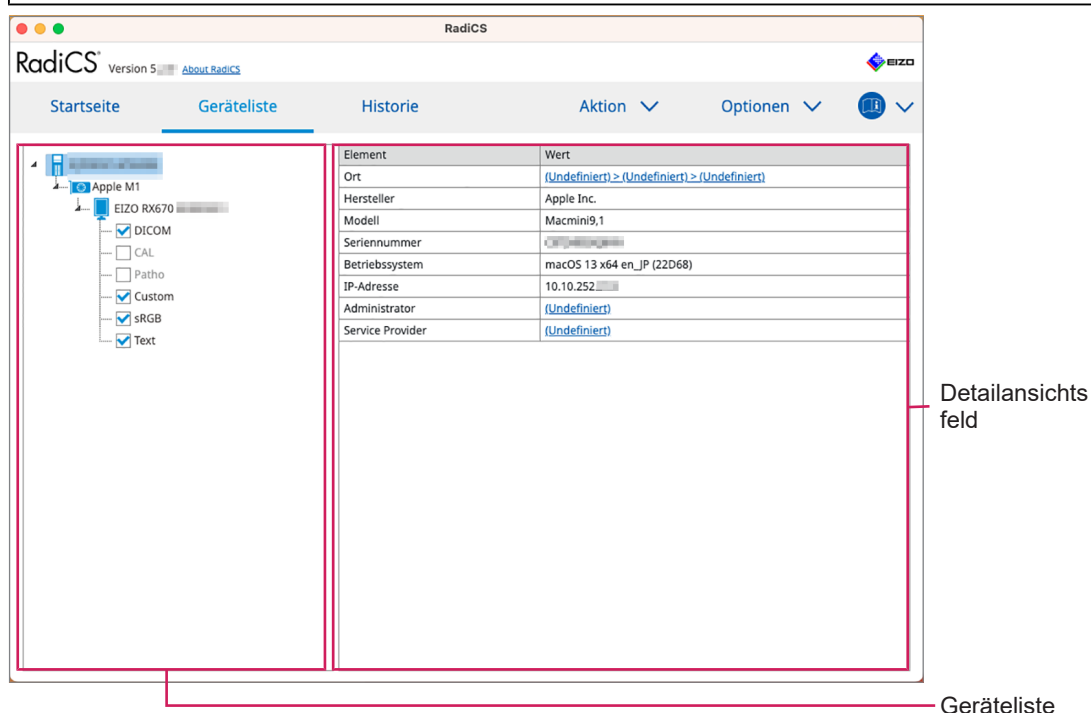 RadiCS
RadiCS Version 5 About RadiCS
EIZO
Startseite Geräteliste Historie Aktion Optionen
Apple M1
EIZO RX670
DICOM
CAL
Patho
Custom
sRGB
Text
Element Wert
Ort (Undefiniert) > (Undefiniert) > (Undefiniert)
Hersteller Apple Inc.
Modell Macmini9,1
Seriennummer
Betriebssystem macOS 13 x64 en_JP (22D68)
IP-Adresse 10.10.252.
Administrator (Undefiniert)
Service Provider (Undefiniert)
Detailansichts
feld
Geräteliste